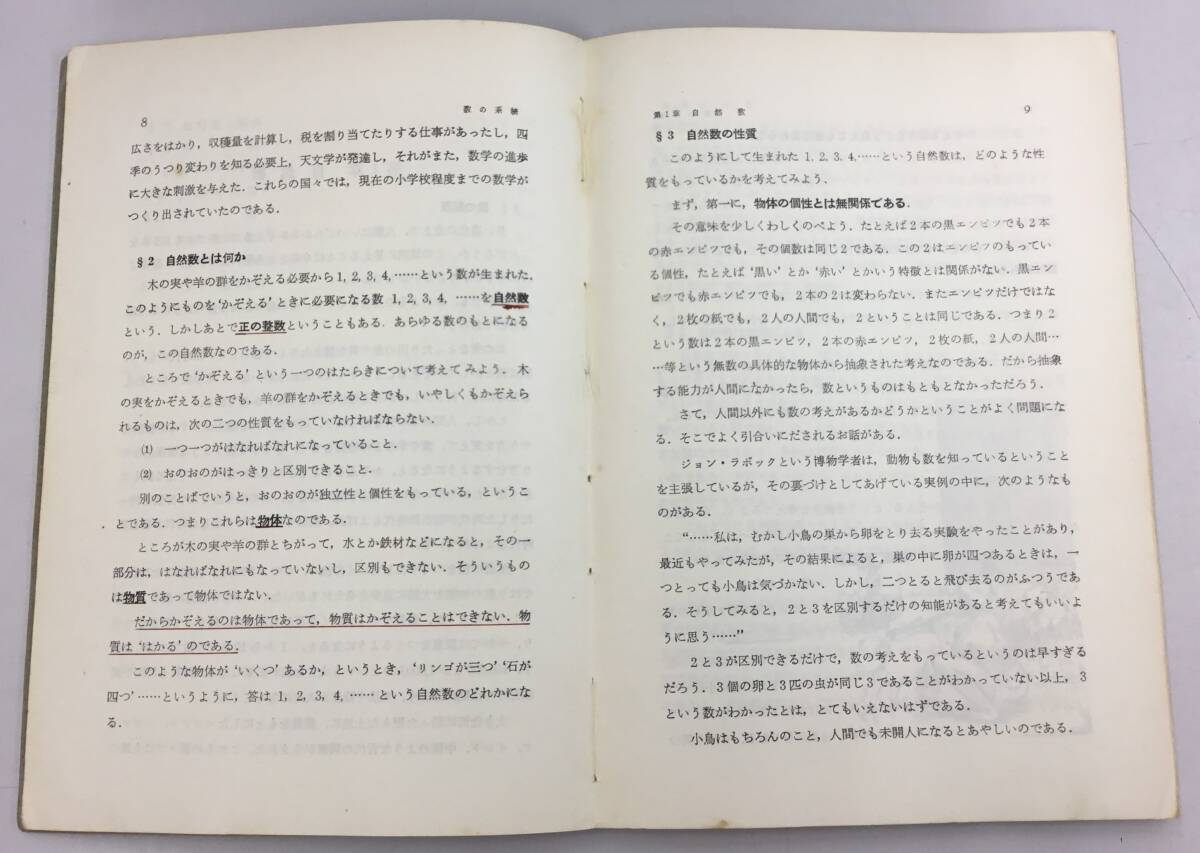 8
数の系統
広さをはかり,収穫量を計算し,税を割り当てたりする仕事があったし,四
季のうつり変わりを知る必要上,天文学が発達し,それがまた,数学の進歩
に大きな刺激を与えた.これらの国々では,現在の小学校程度までの数学が
つくり出されていたのである.
§2 自然数とは何か
木の実や羊の群をかぞえる必要から1,2,3,4,……という数が生まれた.
このようにものを‘かぞえる’ときに必要になる数 1,2,3,4, ……を自然数
という.しかしあとで正の整数ということもある.あらゆる数のもとになる
のが,この自然数なのである.
ところで‘かぞえる’という一つのはたらきについて考えてみよう.木
の実をかぞえるときでも,羊の群をかぞえるときでも,いやしくもかぞえら
れるものは,次の二つの性質をもっていなければならない.
(1) 一つ一つがはなればなれになっていること.
(2) おのおのがはっきりと区別できること.
別のことばでいうと,おのおのが独立性と個性をもっている,というこ
とである.つまりこれらは物体なのである.
ところが木の実や羊の群とちがって,水とか鉄材などになると,その一
部分は,はなればなれにもなっていないし,区別もできない.そういうもの
は物質であって物体ではない.
だからかぞえるのは物体であって,物質はかぞえることはできない.物
質は‘はかる’のである.
このような物体が‘いくつ’あるか,というとき,‘リンゴが三つ’‘石が
四つ’……というように,答は1,2,3,4,……という自然数のどれかにな
る.
第1章 自然数
9
§3 自然数の性質
このようにして生まれた1,2,3,4,……という自然数は,どのような性
質をもっているかを考えてみよう.
まず,第一に,物体の個性とは無関係である.
その意味を少しくわしくのべよう.たとえば2本の黒エンピツでも2本
の赤エンピツでも,その個数は同じ2である.この2はエンピツのもってい
る個性,たとえば‘黒い’とか‘赤い’とかいう特徴とは関係がない.黒エン
ピツでも赤エンピツでも,2本の2は変わらない.またエンピツだけではな
く,2枚の紙でも,2人の人間でも,2ということは同じである.つまり2
という数は2本の黒エンピツ,2本の赤エンピツ,2枚の紙,2人の人間…
…等という無数の具体的な物体から抽象された考えなのである.だから抽象
する能力が人間になかったら,数というものはもともとなかっただろう.
さて,人間以外にも数の考えがあるかどうかということがよく問題にな
る.そこでよく引合いにだされるお話がある.
ジョン・ラボックという博物学者は,動物も数を知っているということ
を主張しているが,その裏づけとしてあげている実例の中に,次のようなも
のがある.
“……私は,むかし小鳥の巣から卵をとり去る実験をやったことがあり,
最近もやってみたが,その結果によると,巣の中に卵が四つあるときは,一
つとっても小鳥は気づかない.しかし,二つとると飛び去るのがふつうであ
る.そうしてみると,2と3を区別するだけの知能があると考えてもいいよ
うに思う……”
2と3が区別できるだけで,数の考えをもっているというのは早すぎる
だろう.3個の卵と3匹の虫が同じ3であることがわかっていない以上,3
という数がわかったとは,とてもいえないはずである.
小鳥はもちろんのこと,人間でも未開人になるとあやしいのである.